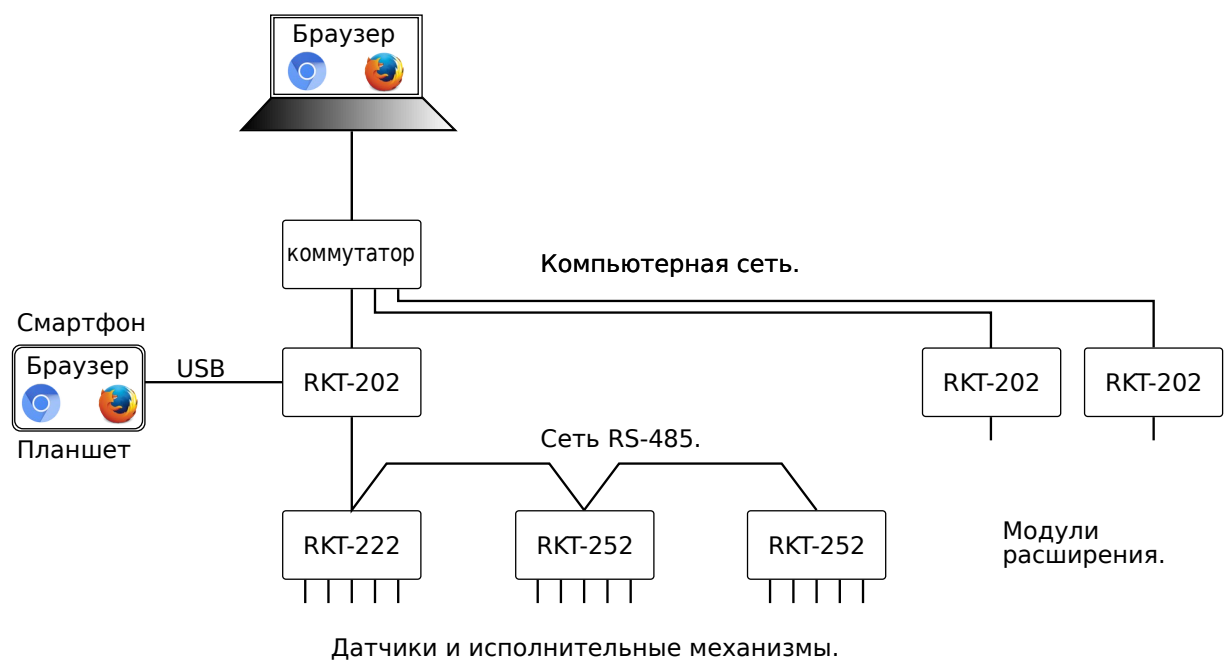 Браузер
коммутатор
Компьютерная сеть.
Смартфон
Браузер
USB
RKT-202
RKT-202
RKT-202
Планшет
Сеть RS-485.
RKT-222
RKT-252
RKT-252
Модули
расширения.
Датчики и исполнительные механизмы.